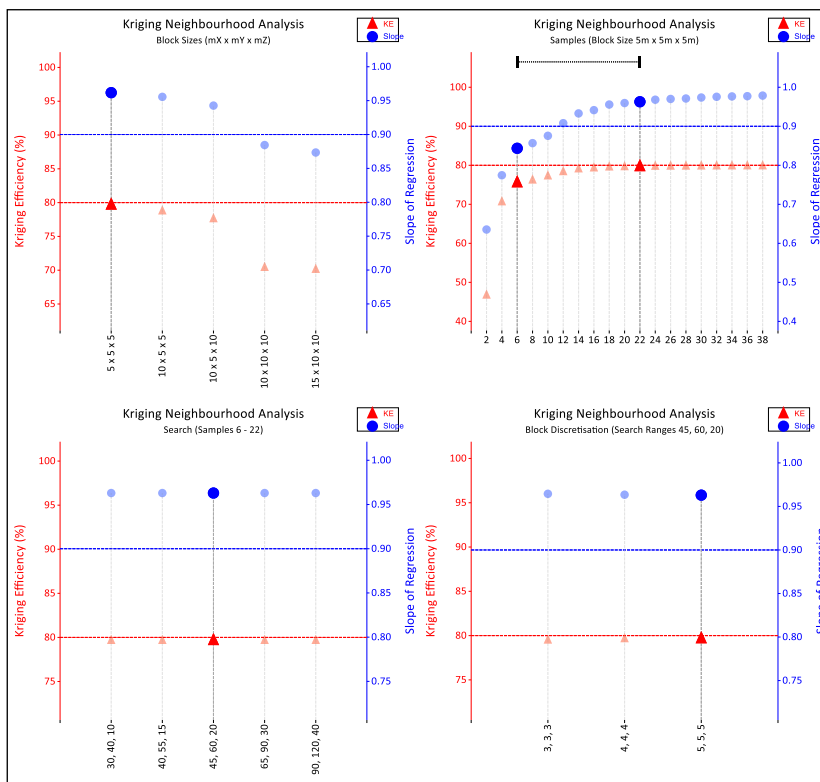 Kriging Neighbourhood Analysis
Block Sizes (mX x mY x mZ)
KE
Slope
100
95
90
85
80
75
70
65
Kriging Efficiency (%)
1.00
0.95
0.90
0.85
0.80
0.75
0.70
0.65
Slope of Regression
5 x 5 x 5
10 x 5 x 5
10 x 5 x 10
10 x 10 x 10
15 x 10 x 10
Kriging Neighbourhood Analysis
Samples (Block Size 5m x 5m x 5m)
KE
Slope
100
90
80
70
60
50
40
Kriging Efficiency (%)
1.0
0.9
0.8
0.7
0.6
0.5
0.4
Slope of Regression
2 4 6 8 10 12 14 16 18 20 22 24 26 28 30 32 34 36 38
Kriging Neighbourhood Analysis
Search (Samples 6 - 22)
KE
Slope
100
95
90
85
80
75
Kriging Efficiency (%)
1.00
0.95
0.90
0.85
0.80
0.75
Slope of Regression
30, 40, 10
40, 55, 15
45, 60, 20
65, 90, 30
90, 120, 40
Kriging Neighbourhood Analysis
Block Discretisation (Search Ranges 45, 60, 20)
KE
Slope
100
95
90
85
80
75
Kriging Efficiency (%)
1.00
0.95
0.90
0.85
0.80
0.75
Slope of Regression
3, 3, 3
4, 4, 4
5, 5, 5